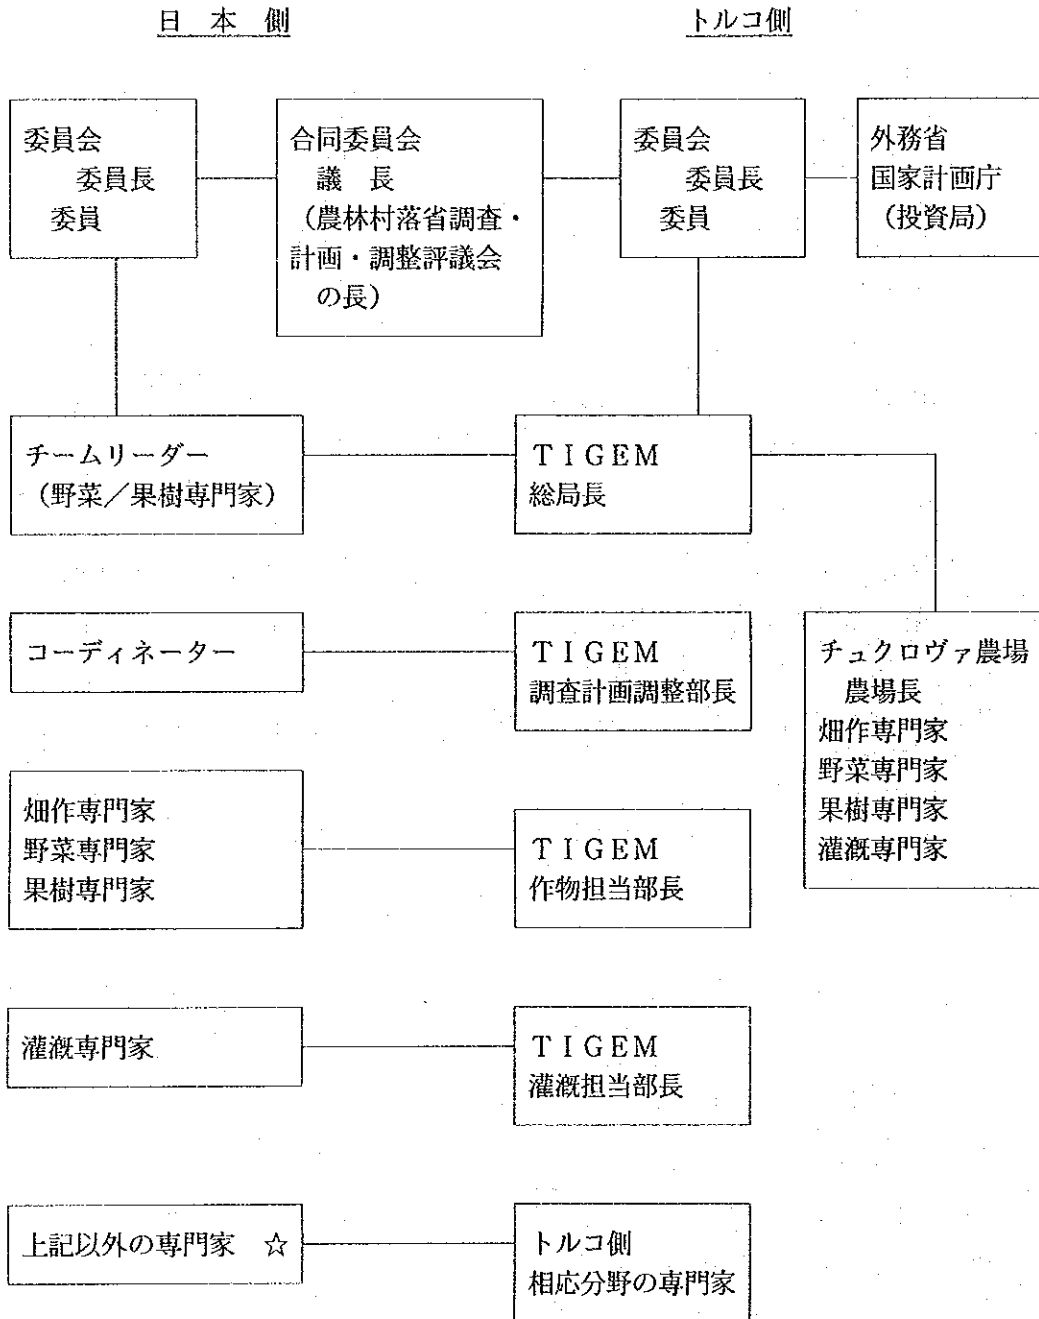 日 本 側
トルコ側
委員会
委員長
委員
合同委員会
議 長
(農林村落省調査・
計画・調整評議会
の長)
委員会
委員長
委員
外務省
国家計画庁
(投資局)
チームリーダー
(野菜/果樹専門家)
TIGEM
総局長
コーディネーター
TIGEM
調査計画調整部長
チュクロヴァ農場
農場長
畑作専門家
野菜専門家
果樹専門家
灌漑専門家
畑作専門家
野菜専門家
果樹専門家
TIGEM
作物担当部長
灌漑専門家
TIGEM
灌漑担当部長
上記以外の専門家 ☆
トルコ側
相応分野の専門家